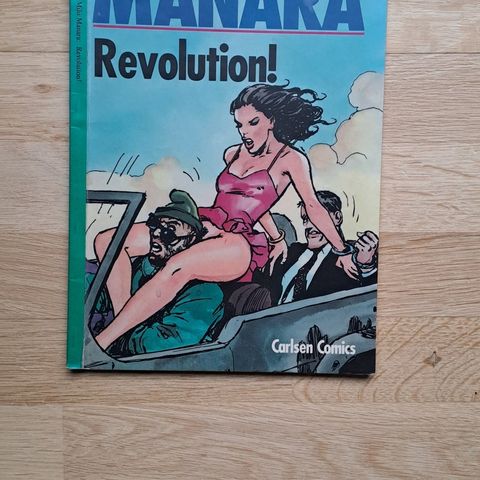 MANARA
Revolution!
Milo Manara: Revolution!
Carlsen Comics